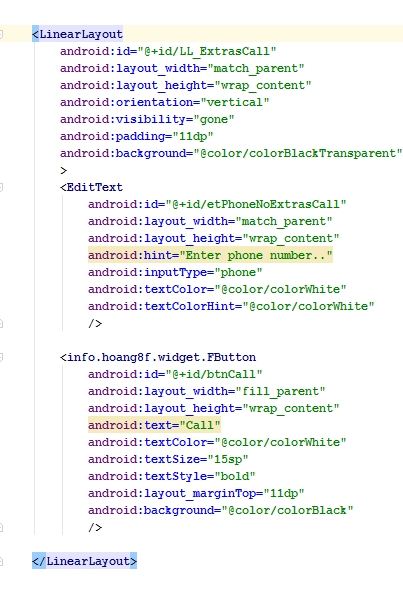 <LinearLayout
android:id="@+id/LL_ExtrasCall"
android:layout_width="match_parent"
android:layout_height="wrap_content"
android:orientation="vertical"
android:visibility="gone"
android:padding="11dp"
android:background="@color/colorBlackTransparent"
>
<EditText
android:id="@+id/etPhoneNoExtrasCall"
android:layout_width="match_parent"
android:layout_height="wrap_content"
android:hint="Enter phone number.."
android:inputType="phone"
android:textColor="@color/colorWhite"
android:textColorHint="@color/colorWhite"
/>
<info.hoang8f.widget.FButton
android:id="@+id/btnCall"
android:layout_width="fill_parent"
android:layout_height="wrap_content"
android:text="Call"
android:textColor="@color/colorWhite"
android:textSize="15sp"
android:textStyle="bold"
android:layout_marginTop="11dp"
android:background="@color/colorBlack"
/>
</LinearLayout>